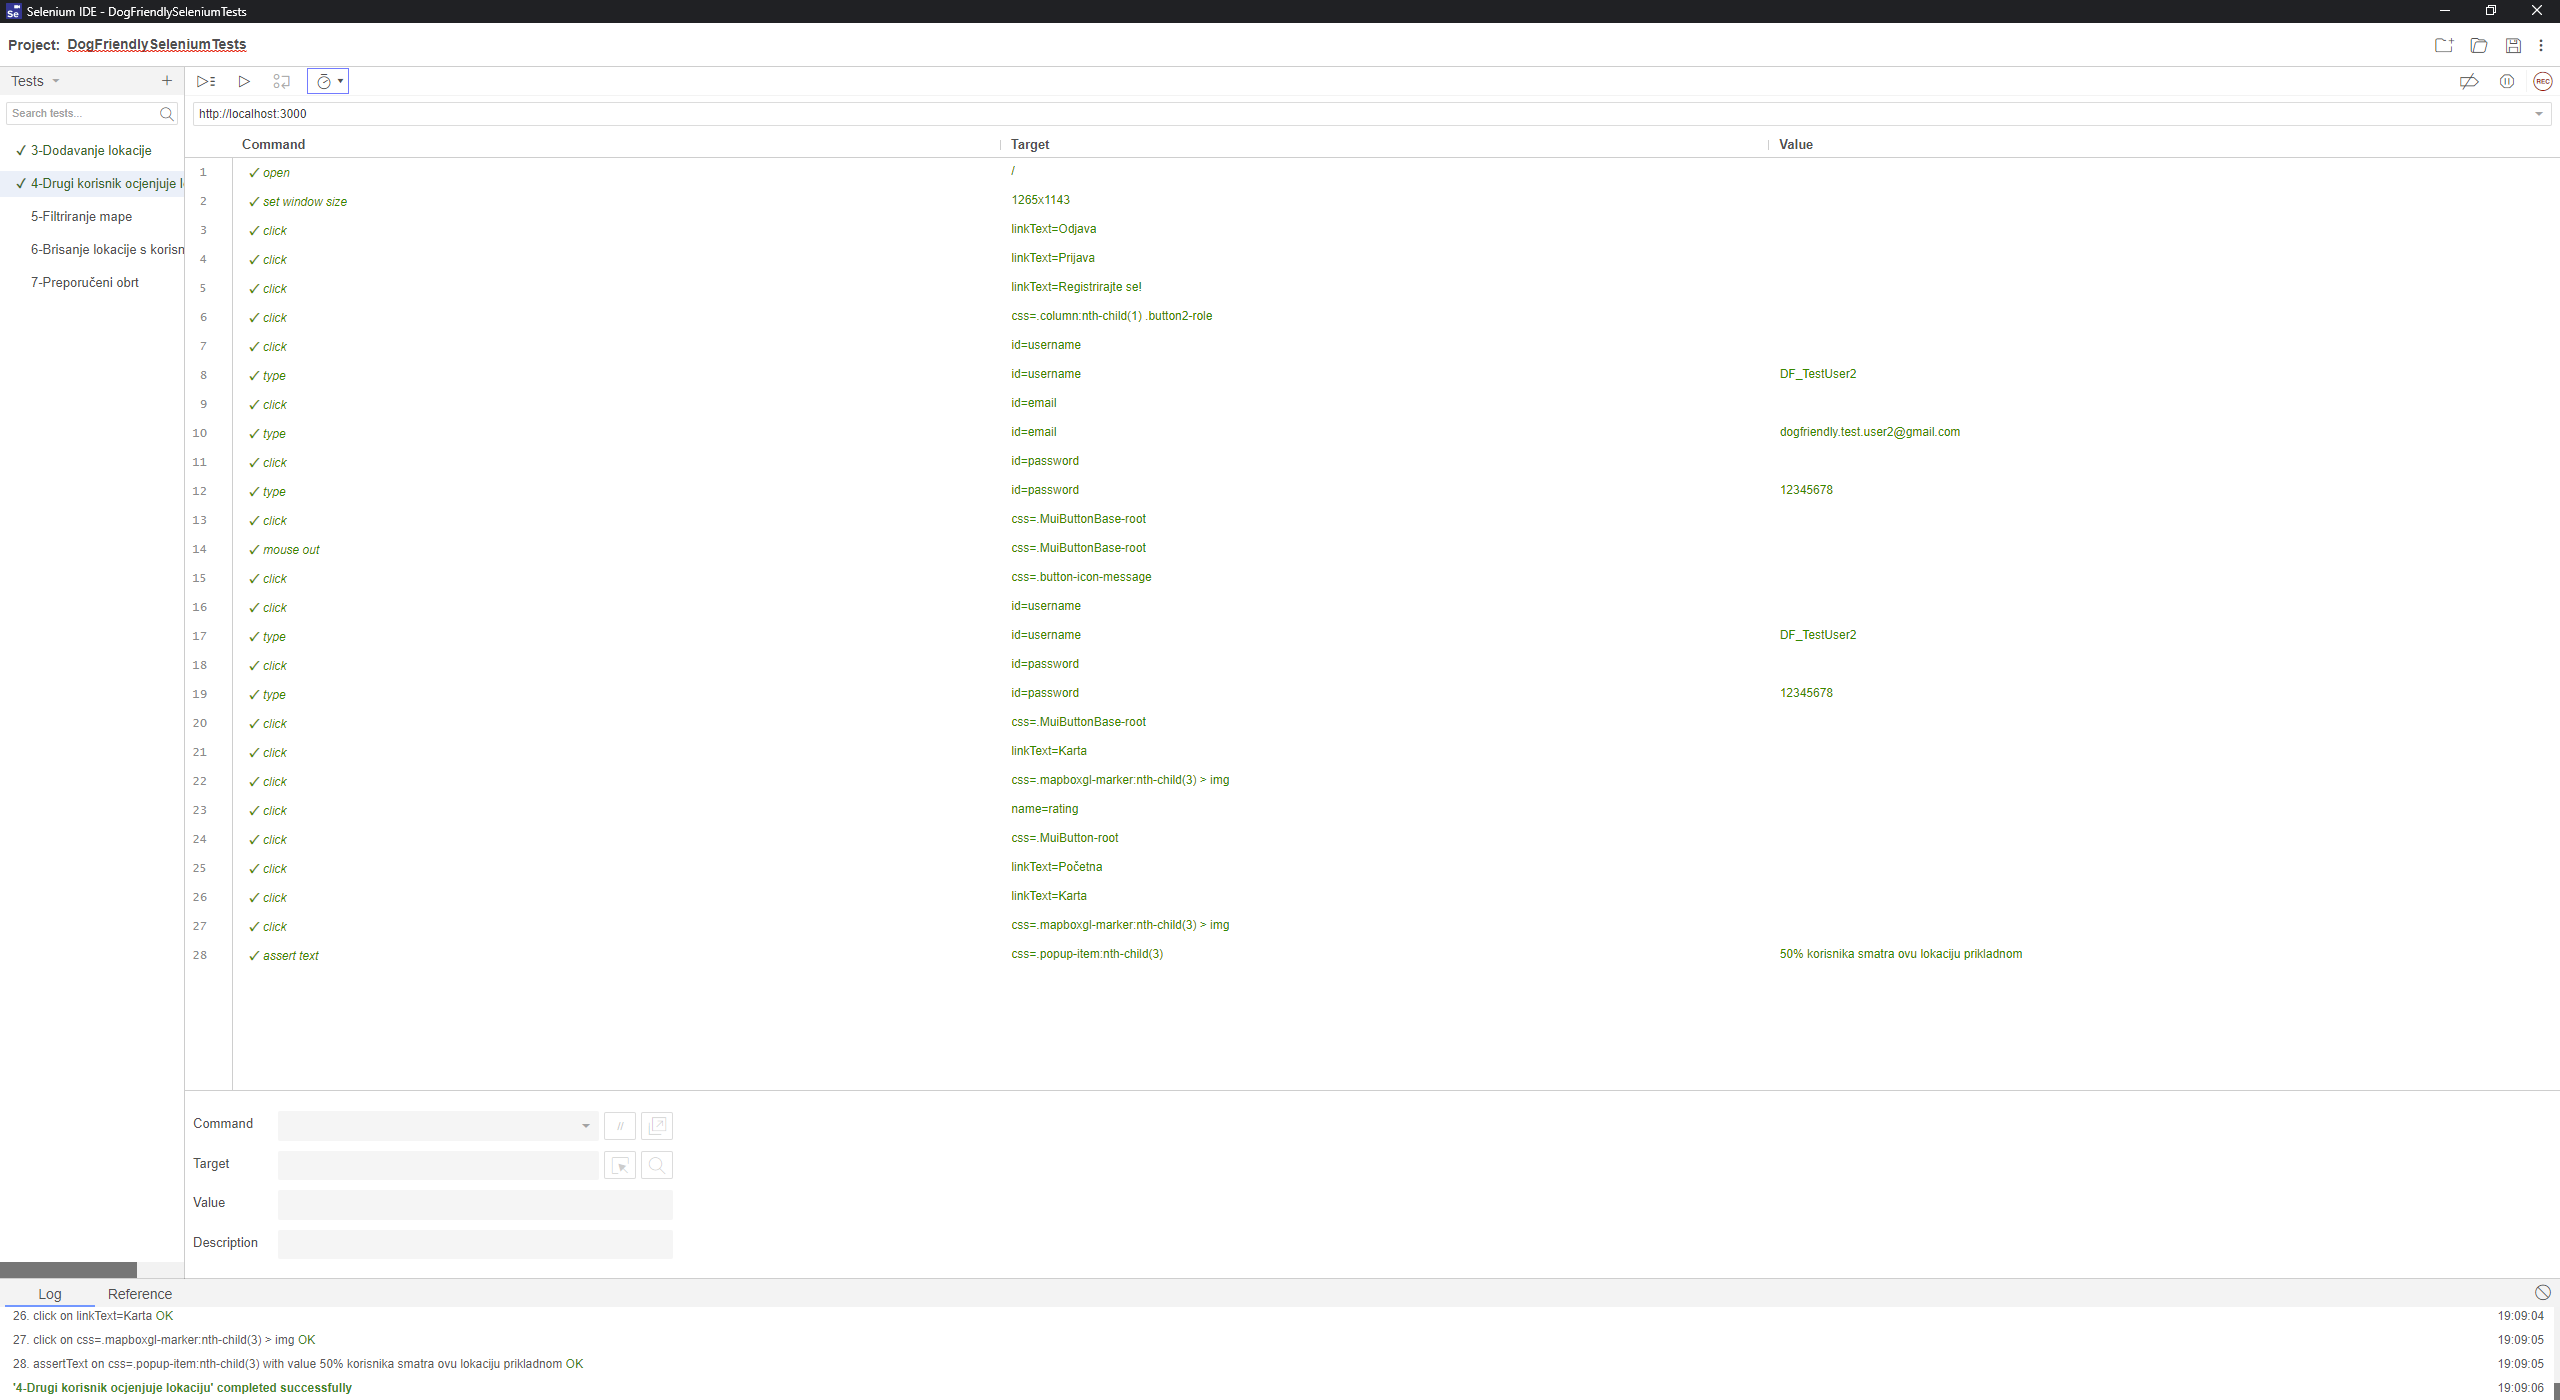 Selenium IDE - DogFriendlySeleniumTests
Project: DogFriendlySeleniumTests
Tests
Search tests...
http://localhost:3000
Command Target Value
✓ 3-Dodavanje lokacije
✓ 4-Drugi korisnik ocjenjuje l
5-Filtriranje mape
6-Brisanje lokacije s korisn
7-Preporučeni obrt
1 ✓ open /
2 ✓ set window size 1265x1143
3 ✓ click linkText=Odjava
4 ✓ click linkText=Prijava
5 ✓ click linkText=Registrirajte se!
6 ✓ click css=.column:nth-child(1) .button2-role
7 ✓ click id=username
8 ✓ type id=username DF_TestUser2
9 ✓ click id=email
10 ✓ type id=email dogfriendly.test.user2@gmail.com
11 ✓ click id=password
12 ✓ type id=password 12345678
13 ✓ click css=.MuiButtonBase-root
14 ✓ mouse out css=.MuiButtonBase-root
15 ✓ click css=.button-icon-message
16 ✓ click id=username
17 ✓ type id=username DF_TestUser2
18 ✓ click id=password
19 ✓ type id=password 12345678
20 ✓ click css=.MuiButtonBase-root
21 ✓ click linkText=Karta
22 ✓ click css=.mapboxgl-marker:nth-child(3) > img
23 ✓ click name=rating
24 ✓ click css=.MuiButton-root
25 ✓ click linkText=Početna
26 ✓ click linkText=Karta
27 ✓ click css=.mapboxgl-marker:nth-child(3) > img
28 ✓ assert text css=.popup-item:nth-child(3) 50% korisnika smatra ovu lokaciju prikladnom
Command //
Target
Value
Description
Log Reference
26. click on linkText=Karta OK 19:09:04
27. click on css=.mapboxgl-marker:nth-child(3) > img OK 19:09:05
28. assertText on css=.popup-item:nth-child(3) with value 50% korisnika smatra ovu lokaciju prikladnom OK 19:09:05
'4-Drugi korisnik ocjenjuje lokaciju' completed successfully 19:09:06
REC